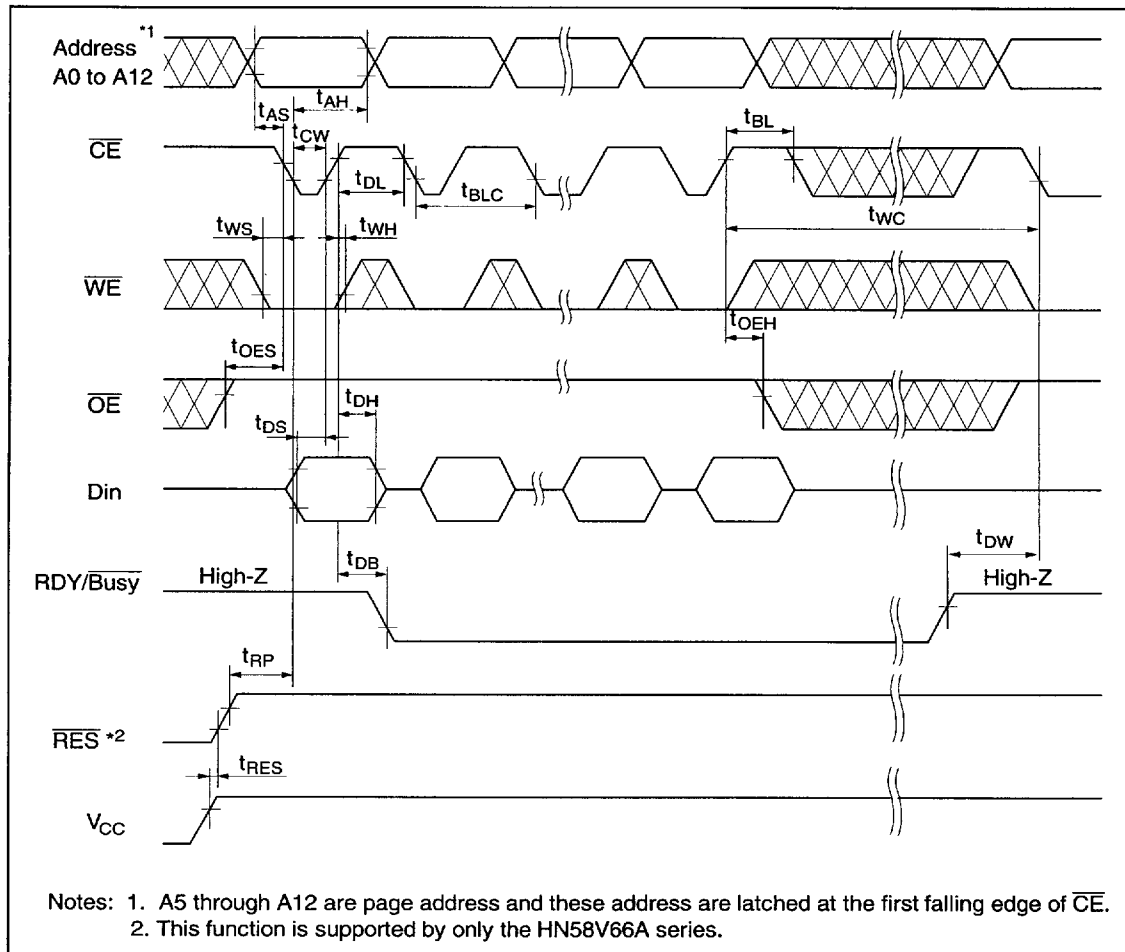 Address *1
A0 to A12
tAH
tAS
tCW
tBL
CE
tDL
tBLC
tWC
tWS
tWH
WE
tOES
tOEH
OE
tDH
tDS
Din
tDW
tDB
RDY/Busy
High-Z
High-Z
tRP
RES *2
tRES
VCC
Notes: 1. A5 through A12 are page address and these address are latched at the first falling edge of CE.
2. This function is supported by only the HN58V66A series.